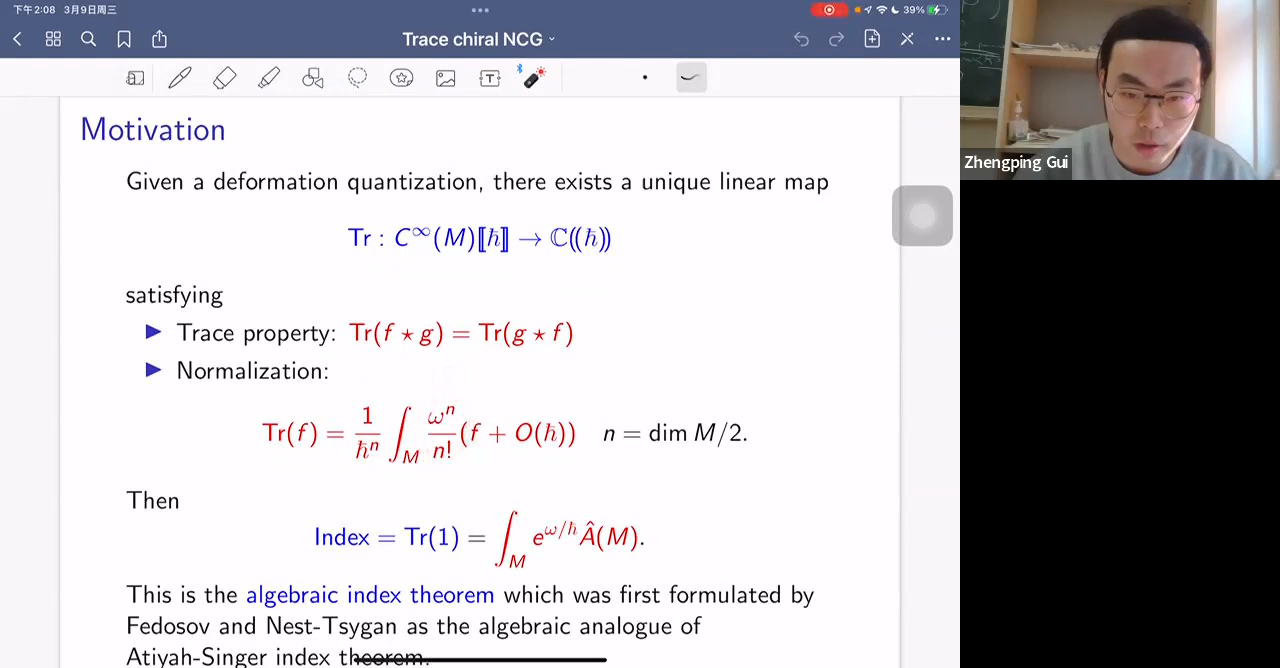 下午2:08 3月9日周三
39%
Trace chiral NCG
Motivation
Given a deformation quantization, there exists a unique linear map
Tr : C^∞(M)⟦ħ⟧ → ℂ((ħ))
satisfying
▶ Trace property: Tr(f ⋆ g) = Tr(g ⋆ f)
▶ Normalization:
Tr(f) = 1/ħ^n ∫_M ω^n/n! (f + O(ħ)) n = dim M/2.
Then
Index = Tr(1) = ∫_M e^{ω/ħ} Â(M).
This is the algebraic index theorem which was first formulated by
Fedosov and Nest-Tsygan as the algebraic analogue of
Atiyah-Singer index theorem.
Zhengping Gui